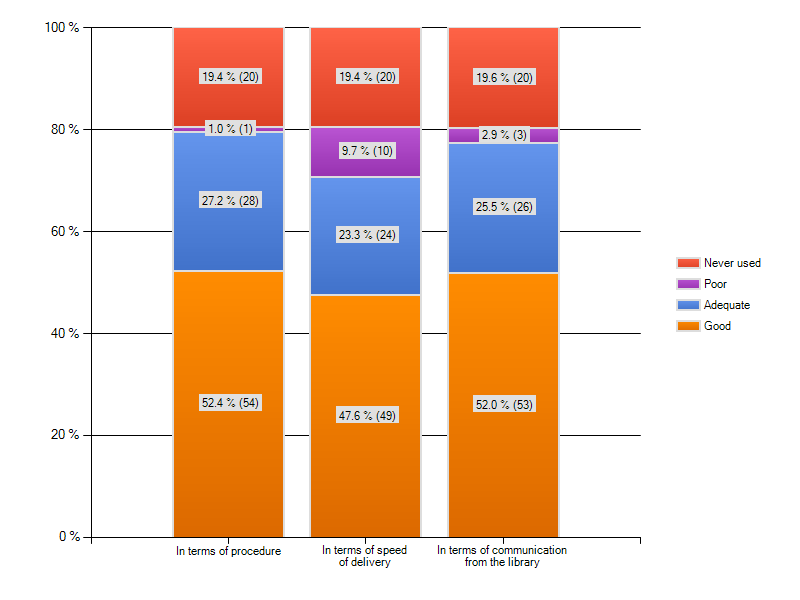 100 %
80 %
60 %
40 %
20 %
0 %
19.4 % (20)
1.0 % (1)
27.2 % (28)
52.4 % (54)
19.4 % (20)
9.7 % (10)
23.3 % (24)
47.6 % (49)
19.6 % (20)
2.9 % (3)
25.5 % (26)
52.0 % (53)
In terms of procedure
In terms of speed
of delivery
In terms of communication
from the library
Never used
Poor
Adequate
Good